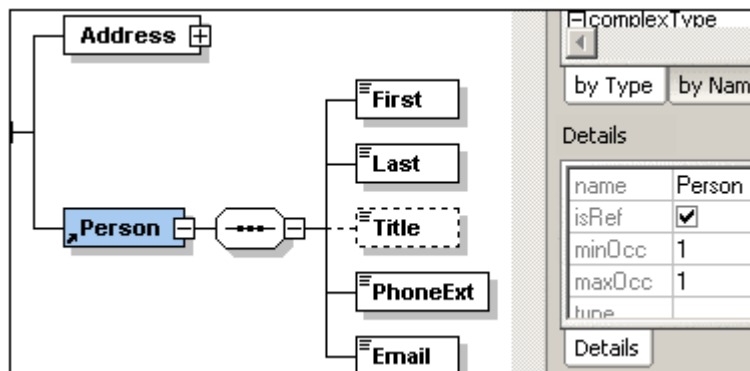 Address
First
Last
Person
Title
PhoneExt
Email
complexType
by Type by Nam
Details
name Person
isRef
minOcc 1
maxOcc 1
type
Details